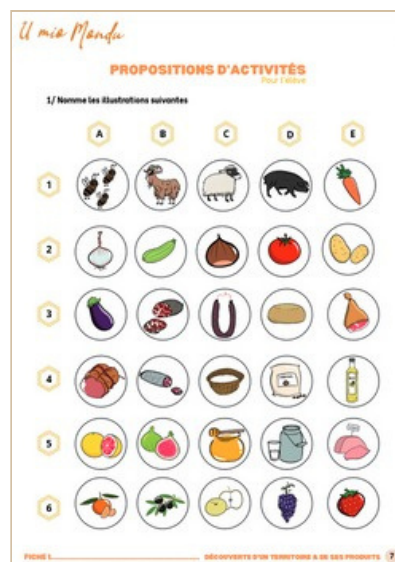 U mio Mondu
PROPOSITIONS D'ACTIVITÉS
Pour l'élève
1/ Nomme les illustrations suivantes
A B C D E
1
2
3
4
5
6
FICHE 1 DÉCOUVERTE D'UN TERRITOIRE & DE SES PRODUITS 7